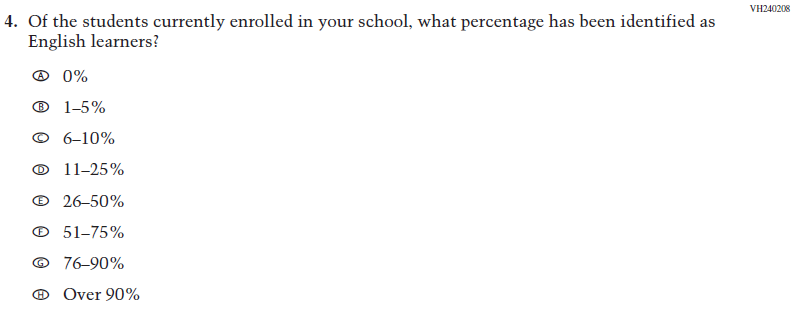 VH240208
4. Of the students currently enrolled in your school, what percentage has been identified as
English learners?
A 0%
B 1–5%
C 6–10%
D 11–25%
E 26–50%
F 51–75%
G 76–90%
H Over 90%